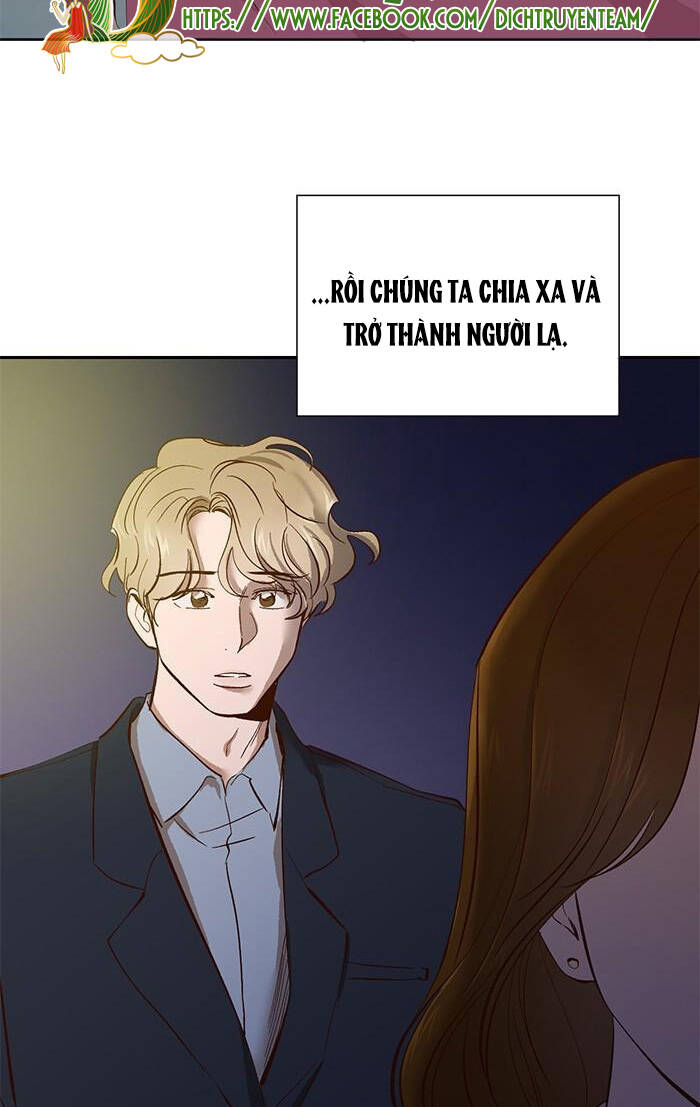 HTTPS://WWW.FACEBOOK.COM/DICHTRUYENTEAM/
...RỒI CHÚNG TA CHIA XA VÀ
TRỞ THÀNH NGƯỜI LẠ.